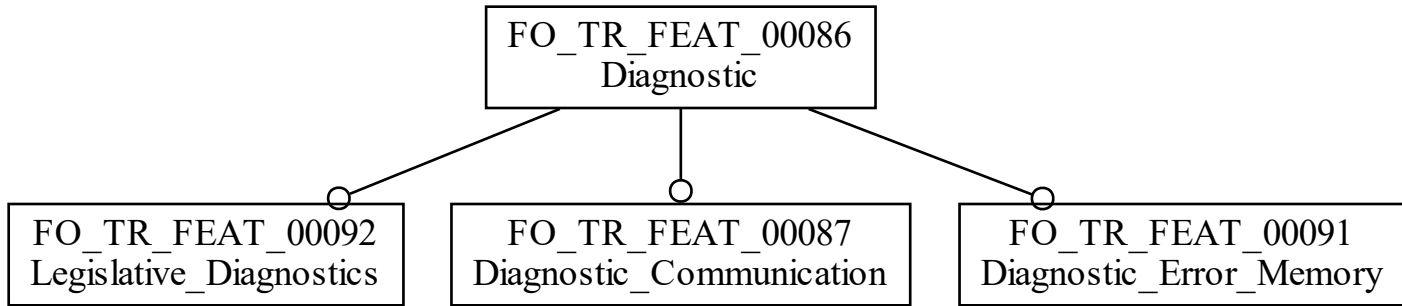 FO_TR_FEAT_00086
Diagnostic
FO_TR_FEAT_00092
Legislative_Diagnostics
FO_TR_FEAT_00087
Diagnostic_Communication
FO_TR_FEAT_00091
Diagnostic_Error_Memory